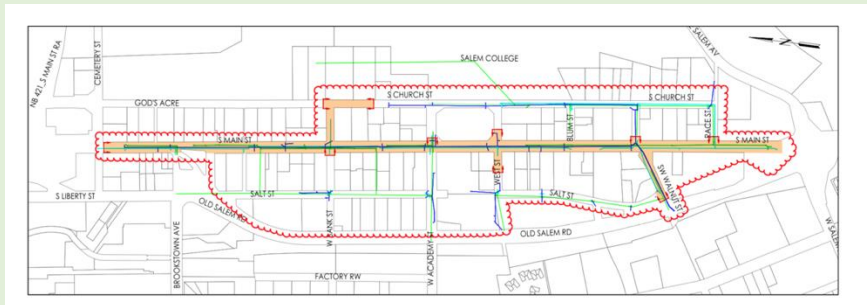 NB 421_S MAIN ST RA
CEMETERY ST
SALEM AV
SALEM COLLEGE
GOD'S ACRE
S CHURCH ST
S CHURCH ST
PLUM ST
RACE ST
S MAIN ST
S MAIN ST
WEST ST
S LIBERTY ST
SALT ST
SALT ST
SW WALNUT ST
OLD SALEM RD
W BANK ST
OLD SALEM RD
BROOKSTOWN AVE
W ACADEMY ST
FACTORY RW
W SALEM